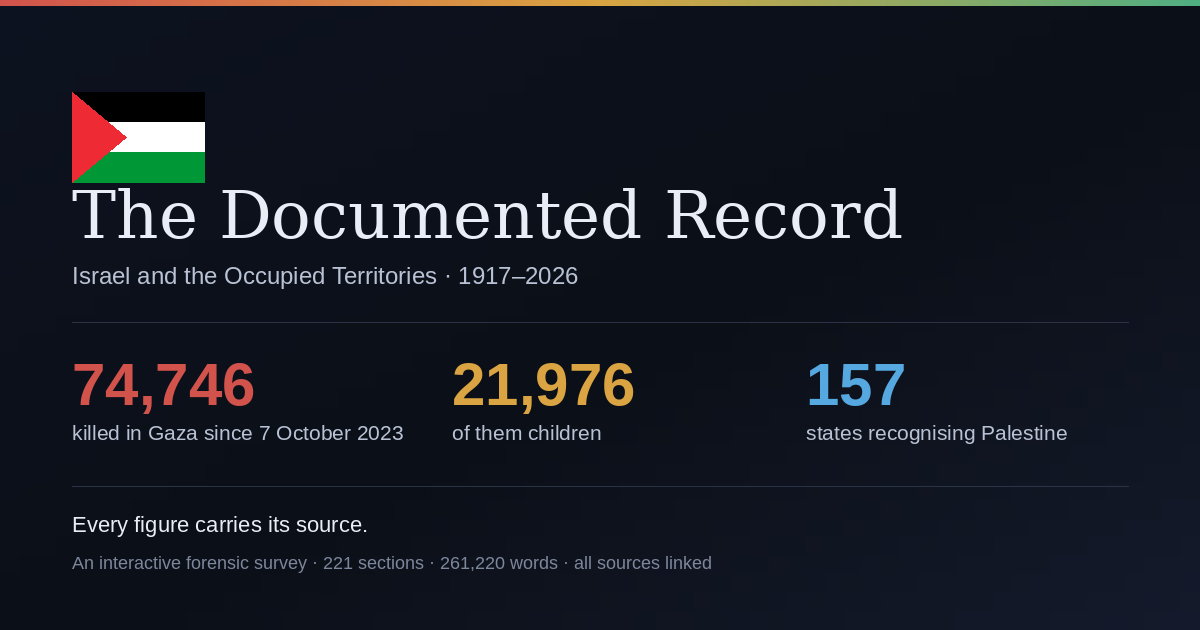 The Documented Record
Israel and the Occupied Territories · 1917–2026
74,746
killed in Gaza since 7 October 2023
21,976
of them children
157
states recognising Palestine
Every figure carries its source.
An interactive forensic survey · 221 sections · 261,220 words · all sources linked